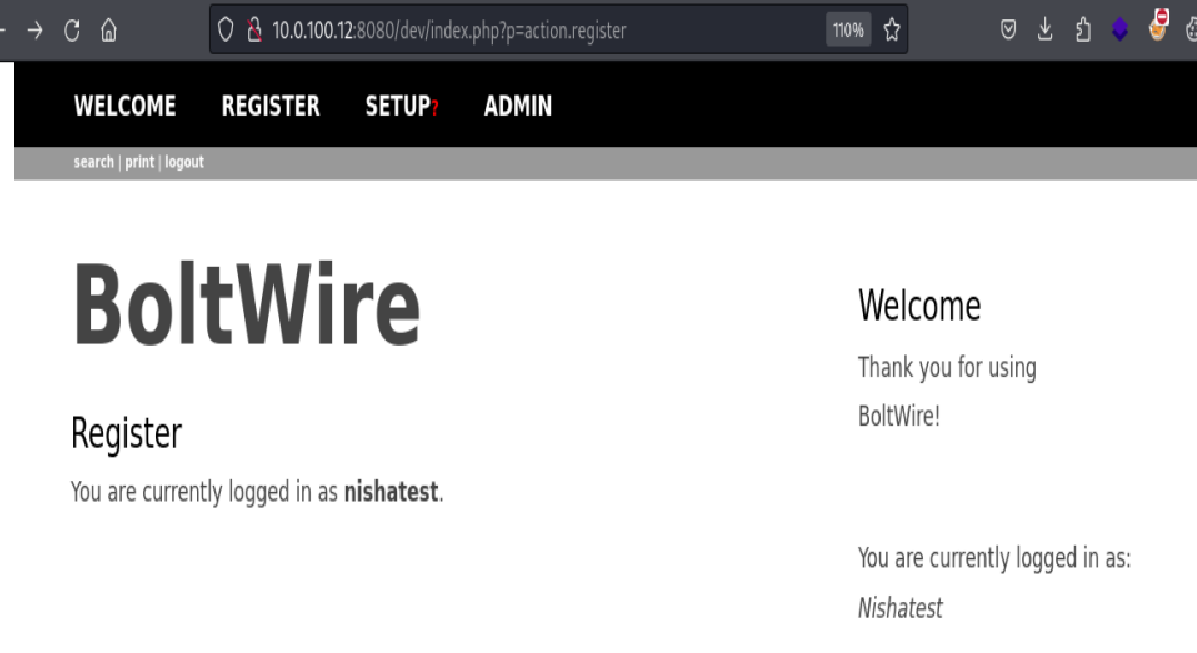 10.0.100.12:8080/dev/index.php?p=action.register 110%
WELCOME REGISTER SETUP? ADMIN
search | print | logout
BoltWire
Register
You are currently logged in as nishatest.
Welcome
Thank you for using
BoltWire!
You are currently logged in as:
Nishatest